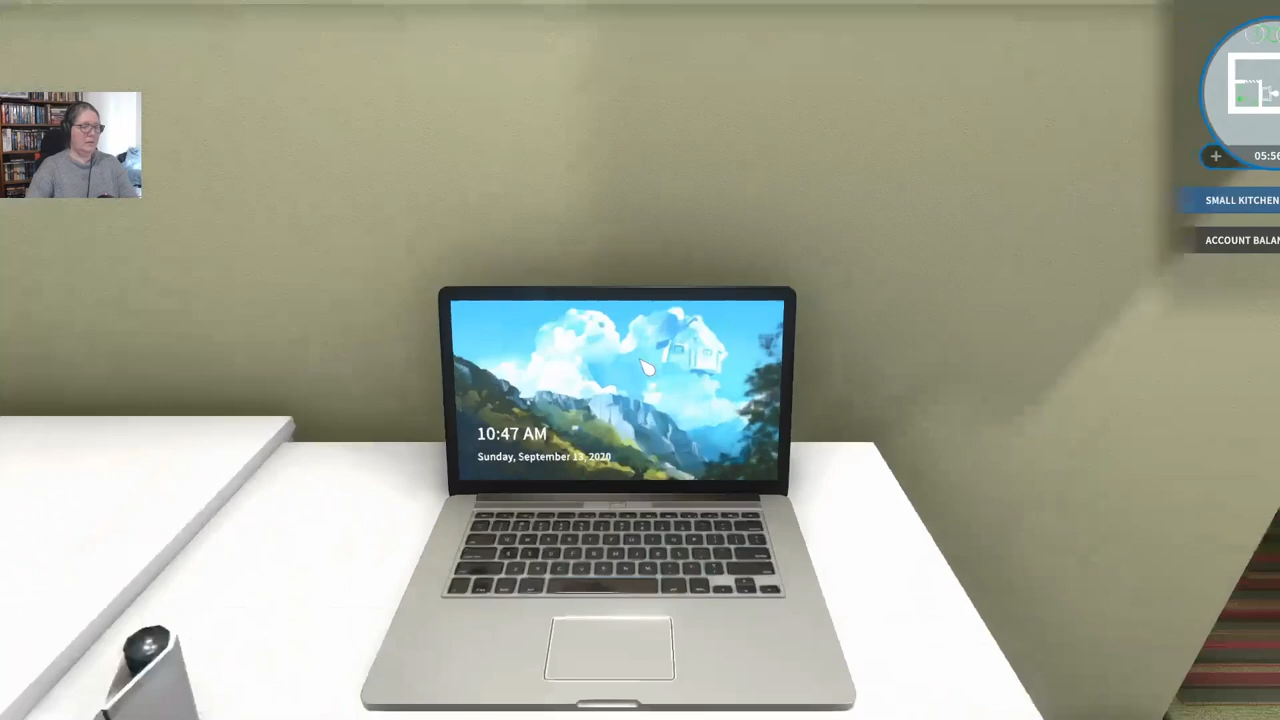 05:56
SMALL KITCHEN
ACCOUNT BALAN
10:47 AM
Sunday, September 13, 2020